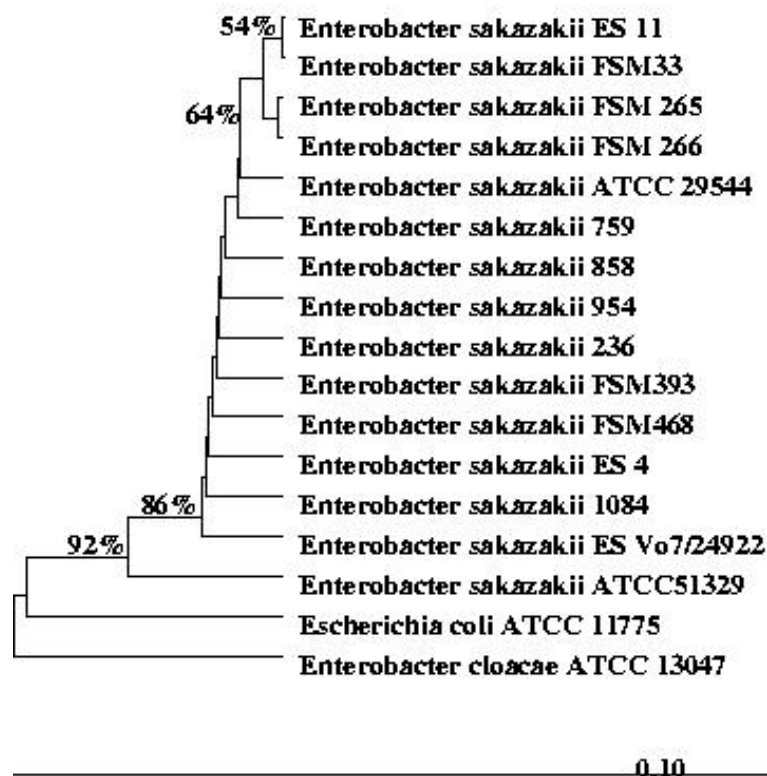 54%
Enterobacter sakazakii ES 11
Enterobacter sakazakii FSM33
Enterobacter sakazakii FSM 265
64%
Enterobacter sakazakii FSM 266
Enterobacter sakazakii ATCC 29544
Enterobacter sakazakii 759
Enterobacter sakazakii 858
Enterobacter sakazakii 954
Enterobacter sakazakii 236
Enterobacter sakazakii FSM393
Enterobacter sakazakii FSM468
Enterobacter sakazakii ES 4
86%
Enterobacter sakazakii 1084
92%
Enterobacter sakazakii ES Vo7/24922
Enterobacter sakazakii ATCC51329
Escherichia coli ATCC 11775
Enterobacter cloacae ATCC 13047
0.10